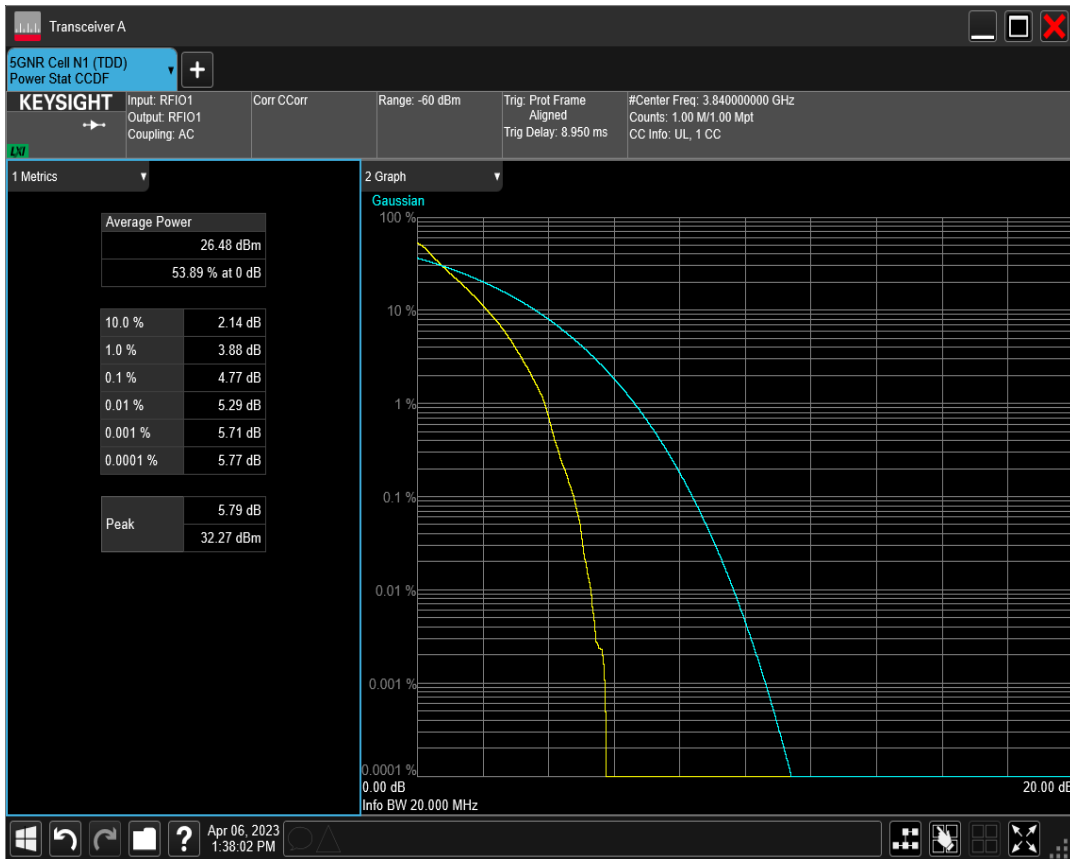 Transceiver A
5GNR Cell N1 (TDD)
Power Stat CCDF
KEYSIGHT
LXI
Input: RFIO1
Output: RFIO1
Coupling: AC
Corr CCorr
Range: -60 dBm
Trig: Prot Frame
Aligned
Trig Delay: 8.950 ms
#Center Freq: 3.840000000 GHz
Counts: 1.00 M/1.00 Mpt
CC Info: UL, 1 CC
1 Metrics
Average Power
26.48 dBm
53.89 % at 0 dB
10.0 % 2.14 dB
1.0 % 3.88 dB
0.1 % 4.77 dB
0.01 % 5.29 dB
0.001 % 5.71 dB
0.0001 % 5.77 dB
Peak 5.79 dB
32.27 dBm
2 Graph
Gaussian
100 %
10 %
1 %
0.1 %
0.01 %
0.001 %
0.0001 %
0.00 dB
20.00 dB
Info BW 20.000 MHz
?
Apr 06, 2023
1:38:02 PM